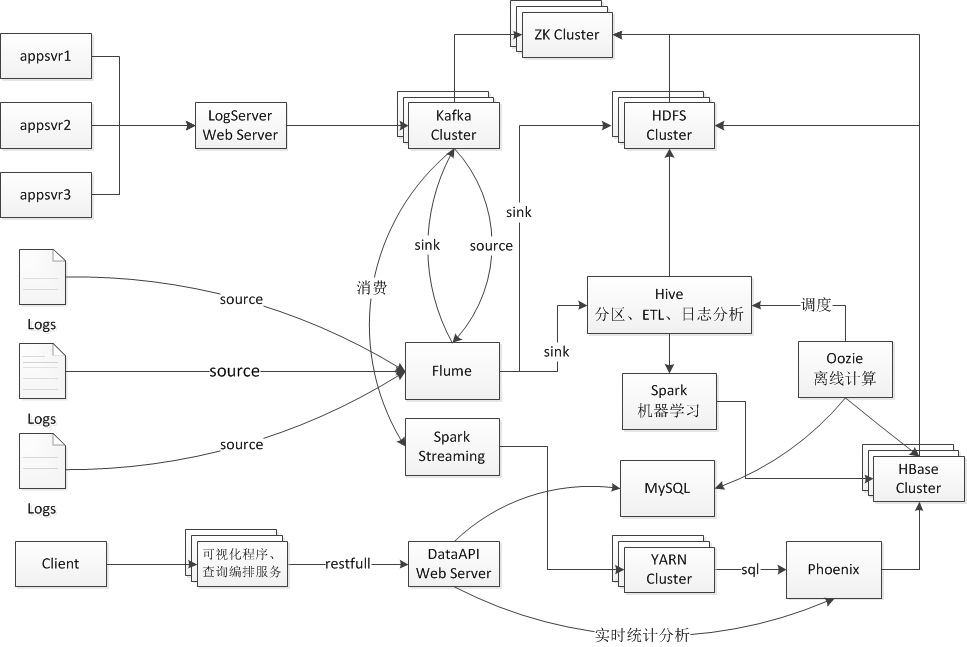 ZK Cluster
appsvr1
appsvr2
appsvr3
LogServer
Web Server
Kafka
Cluster
HDFS
Cluster
sink
sink
source
消费
source
Logs
source
Logs
source
Logs
Flume
sink
Hive
分区、ETL、日志分析
调度
Oozie
离线计算
Spark
机器学习
Spark
Streaming
MySQL
HBase
Cluster
Client
可视化程序、
查询编排服务
restfull
DataAPI
Web Server
YARN
Cluster
sql
Phoenix
实时统计分析